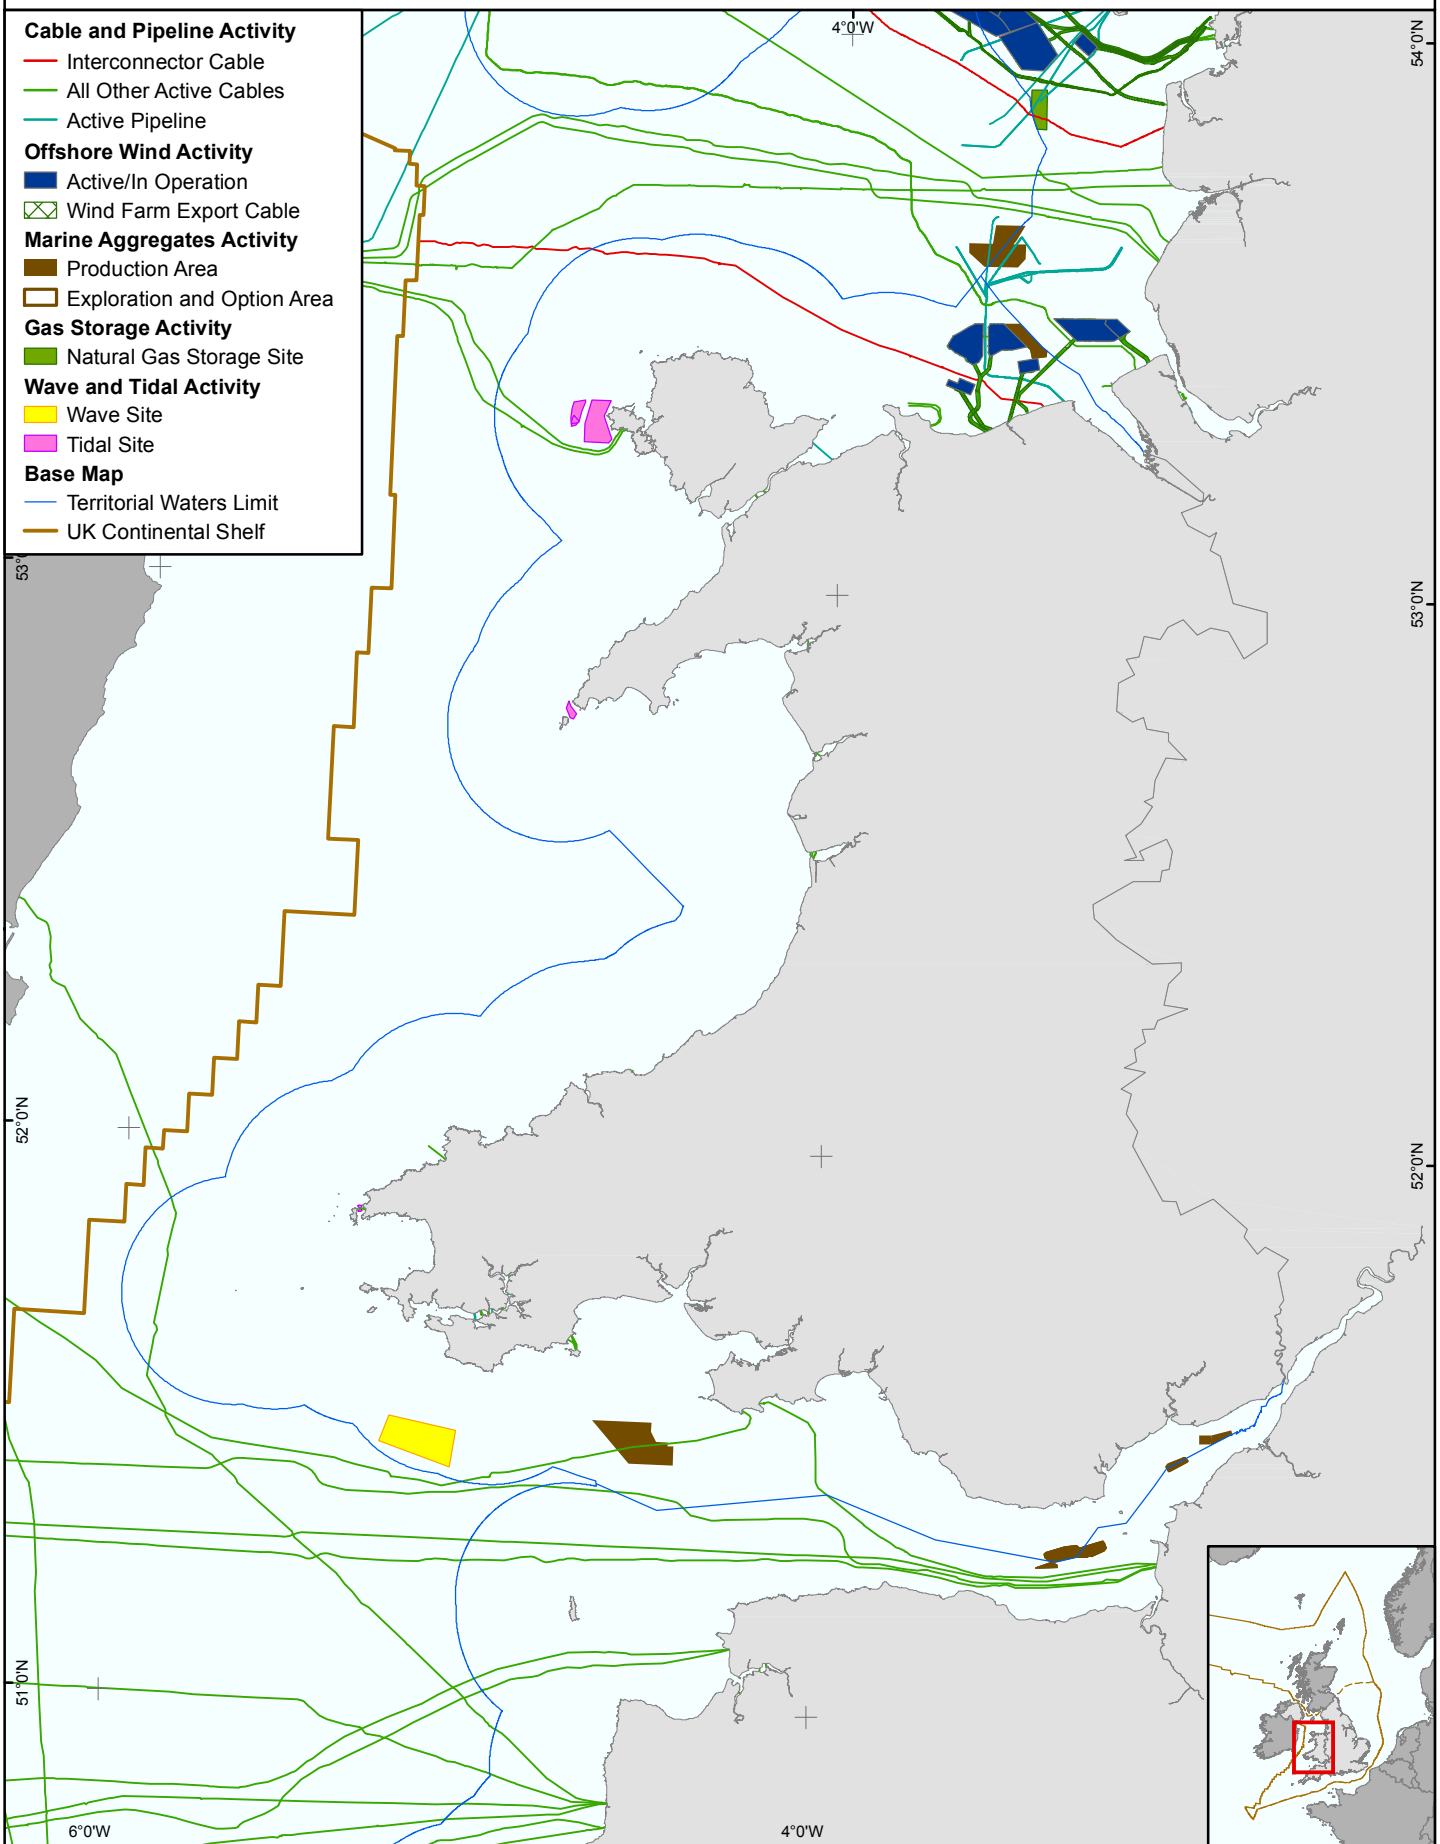 Cable and Pipeline Activity
Interconnector Cable
All Other Active Cables
Active Pipeline
Offshore Wind Activity
Active/In Operation
Wind Farm Export Cable
Marine Aggregates Activity
Production Area
Exploration and Option Area
Gas Storage Activity
Natural Gas Storage Site
Wave and Tidal Activity
Wave Site
Tidal Site
Base Map
Territorial Waters Limit
UK Continental Shelf
4°0'W
54°0'N
53°0'N
52°0'N
52°0'N
51°0'N
6°0'W
4°0'W